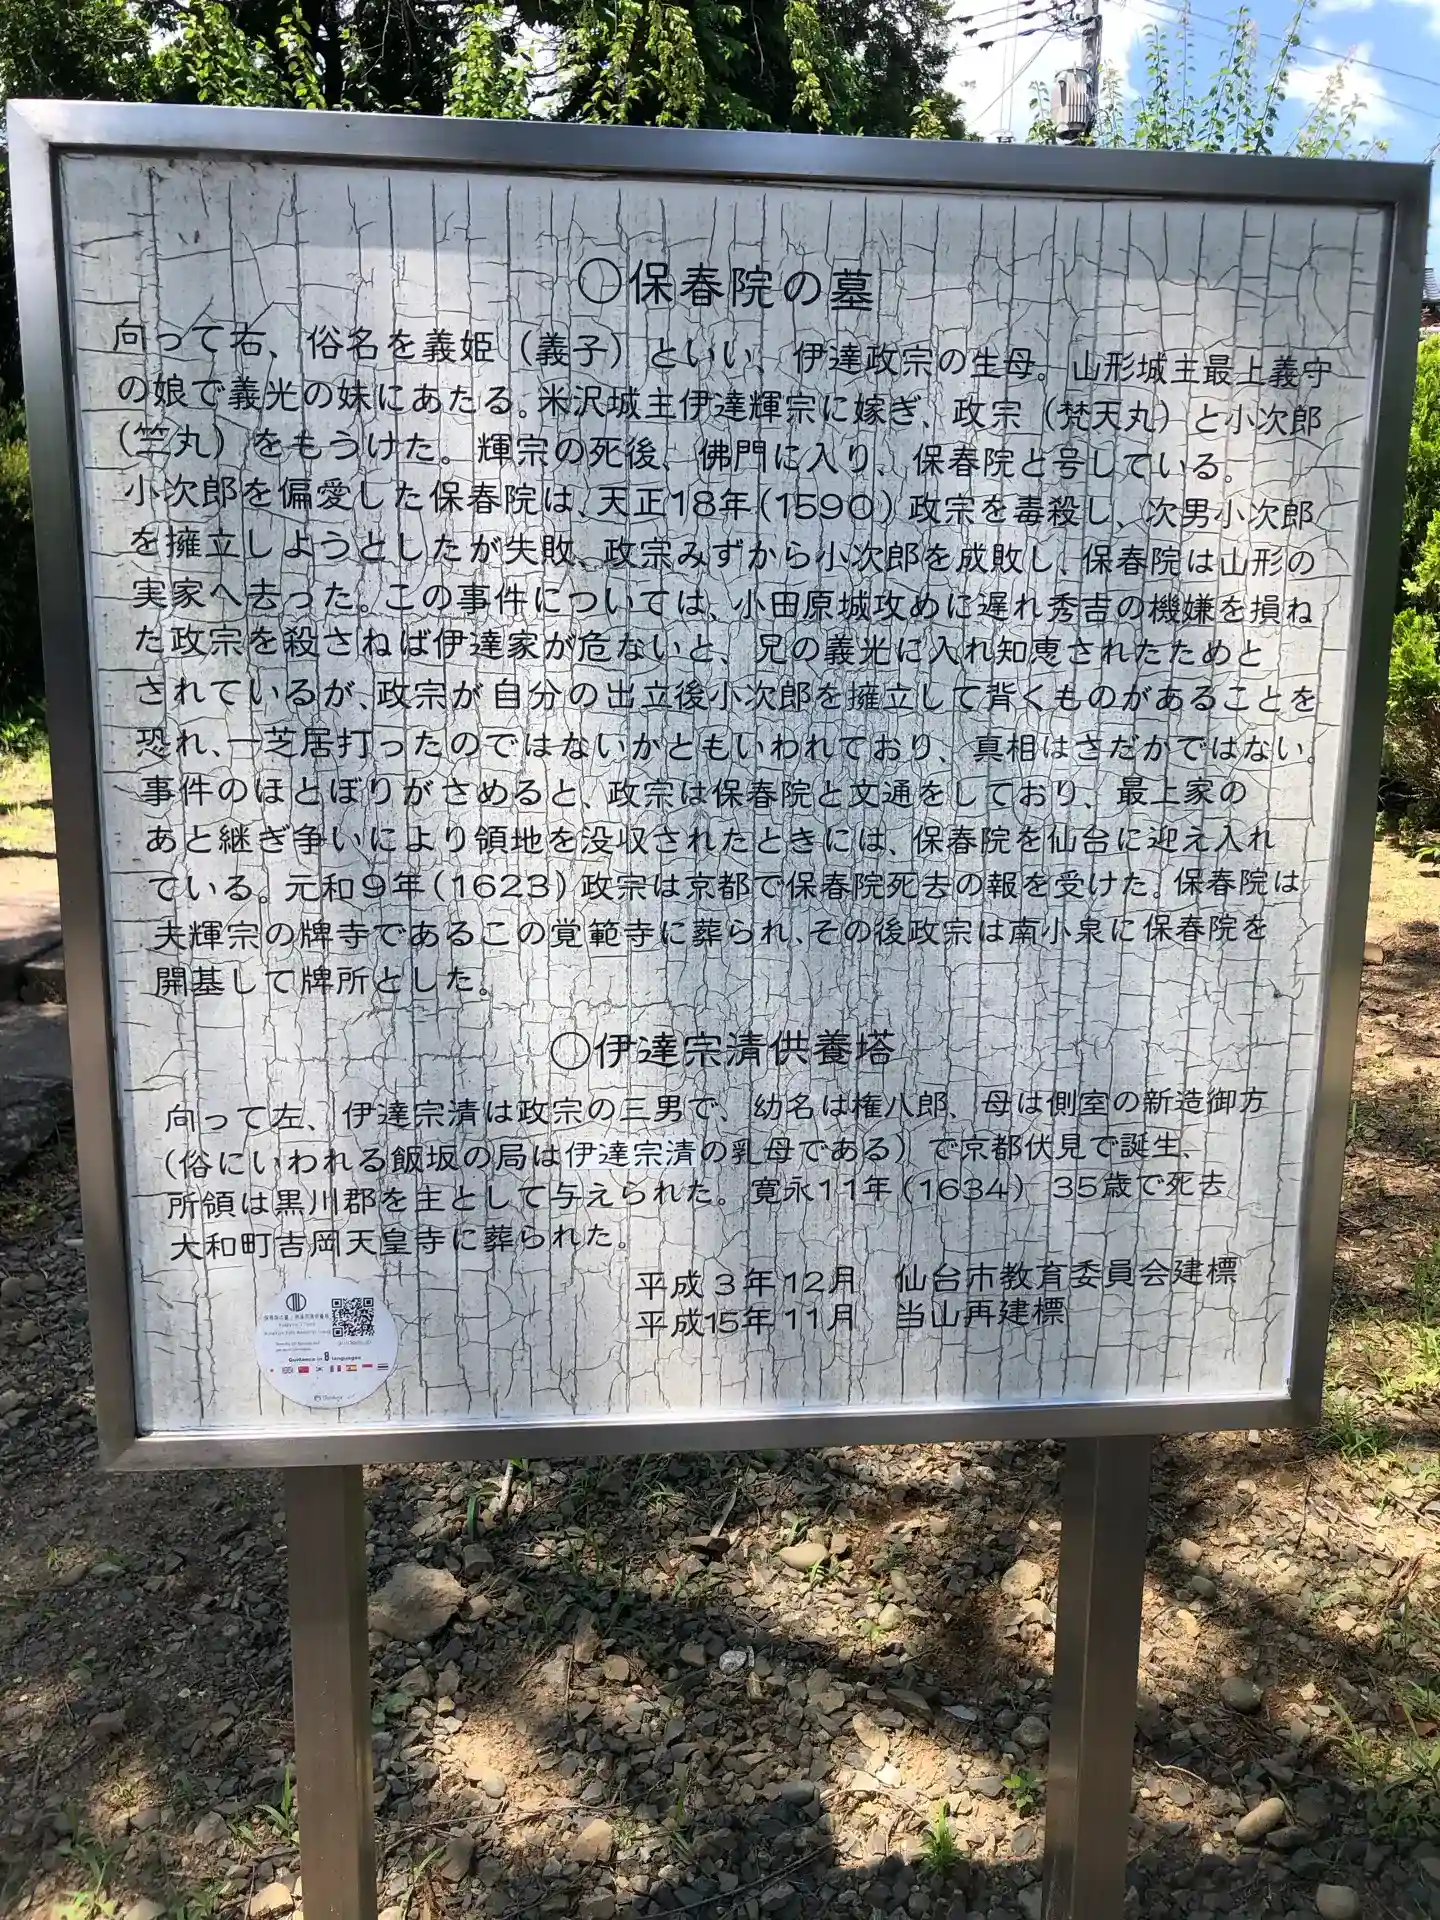 ○保春院の墓
向って右、俗名を義姫（義子）といい、伊達政宗の生母。山形城主最上義守
の娘で義光の妹にあたる。米沢城主伊達輝宗に嫁ぎ、政宗（梵天丸）と小次郎
（竺丸）をもうけた。輝宗の死後、佛門に入り、保春院と号している。
小次郎を偏愛した保春院は、天正18年（1590）政宗を毒殺し、次男小次郎
を擁立しようとしたが失敗、政宗みずから小次郎を成敗し、保春院は山形の
実家へ去った。この事件については、小田原城攻めに遅れ秀吉の機嫌を損ね
た政宗を殺さねば伊達家が危ないと、兄の義光に入れ知恵されたためと
されているが、政宗が自分の出立後小次郎を擁立して背くものがあることを
恐れ、一芝居打ったのではないかともいわれており、真相はさだかではない。
事件のほとぼりがさめると、政宗は保春院と文通をしており、最上家の
あと継ぎ争いにより領地を没収されたときには、保春院を仙台に迎え入れ
ている。元和9年（1623）政宗は京都で保春院死去の報を受けた。保春院は
夫輝宗の牌寺であるこの覚範寺に葬られ、その後政宗は南小泉に保春院を
開基して牌所とした。
○伊達宗清供養塔
向って左、伊達宗清は政宗の三男で、幼名は権八郎、母は側室の新造御方
（俗にいわれる飯坂の局は伊達宗清の乳母である）で京都伏見で誕生、
所領は黒川郡を主として与えられた。寛永11年（1634）35歳で死去
大和町吉岡天皇寺に葬られた。
平成3年12月　仙台市教育委員会建標
平成15年11月　当山再建標
Guidance in 8 languages